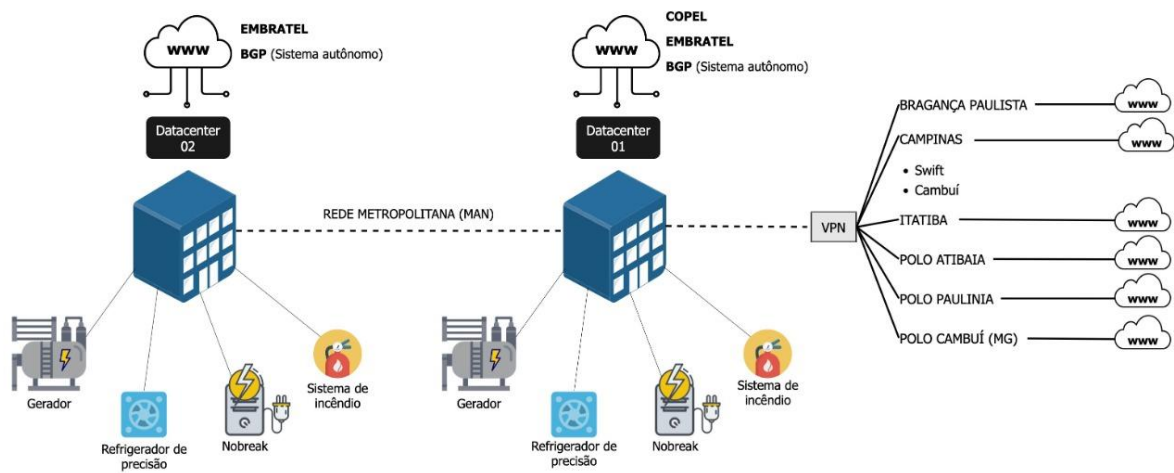 EMBRATEL
BGP (Sistema autônomo)
www
Datacenter
02
COPEL
EMBRATEL
BGP (Sistema autônomo)
www
Datacenter
01
REDE METROPOLITANA (MAN)
VPN
BRAGANÇA PAULISTA
www
CAMPINAS
www
• Swift
• Cambuí
ITATIBA
www
POLO ATIBAIA
www
POLO PAULINIA
www
POLO CAMBUÍ (MG)
www
Gerador
Refrigerador de
precisão
Nobreak
Sistema de
incêndio
Gerador
Refrigerador de
precisão
Nobreak
Sistema de
incêndio